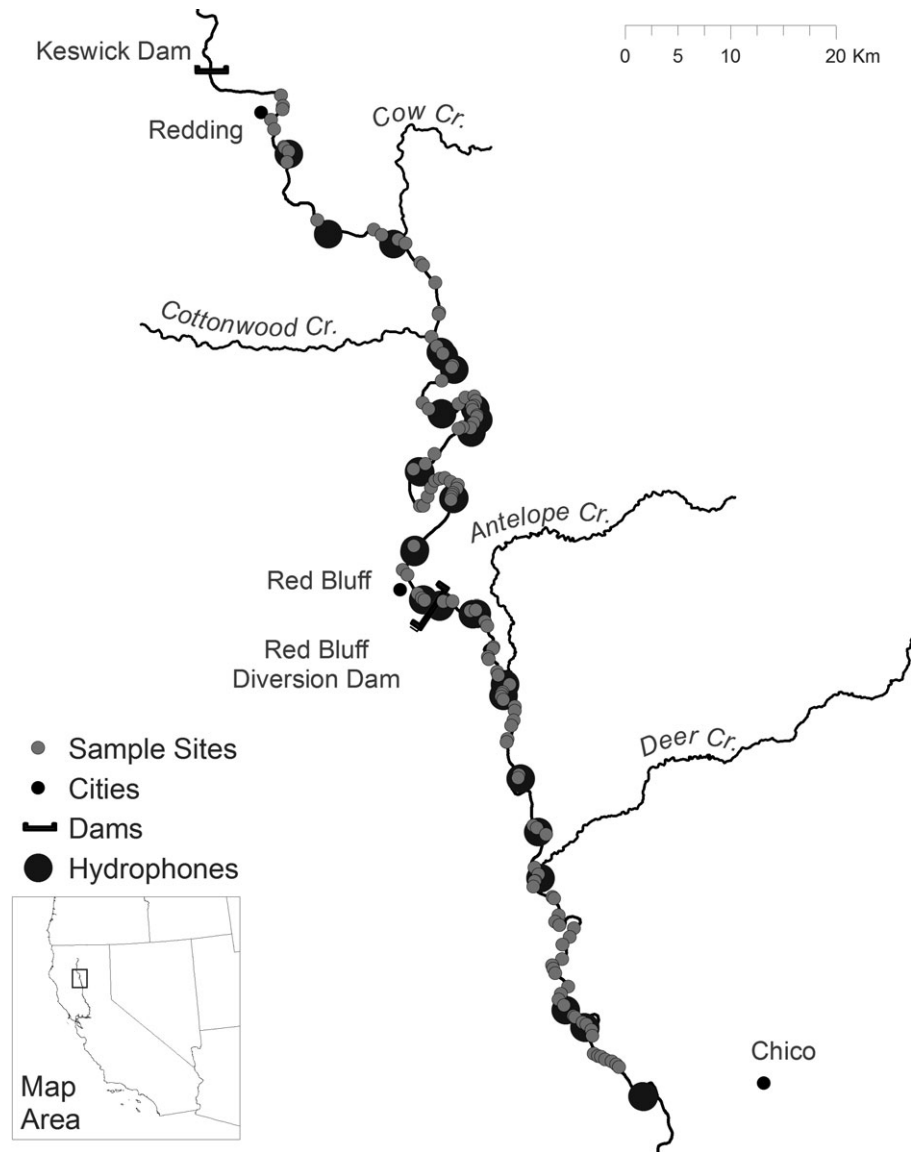 Keswick Dam
0 5 10 20 Km
Redding
Cow Cr.
Cottonwood Cr.
Antelope Cr.
Red Bluff
Red Bluff
Diversion Dam
Deer Cr.
Sample Sites
Cities
Dams
Hydrophones
Map
Area
Chico